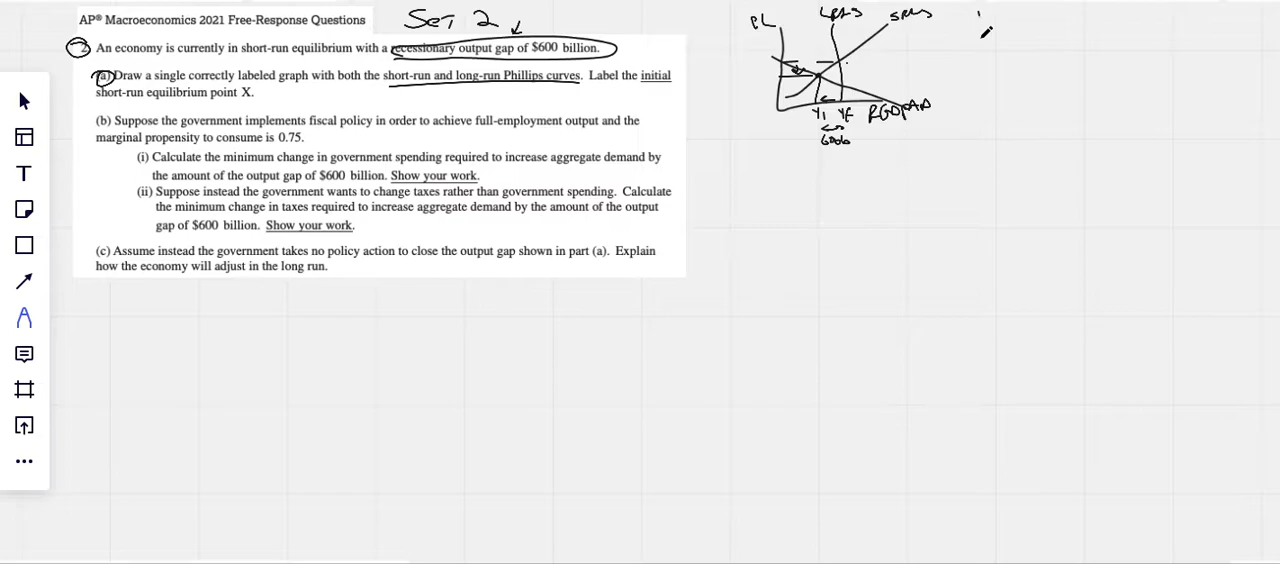 AP® Macroeconomics 2021 Free-Response Questions
SET 2
2. An economy is currently in short-run equilibrium with a recessionary output gap of $600 billion.
(a) Draw a single correctly labeled graph with both the short-run and long-run Phillips curves. Label the initial
short-run equilibrium point X.
(b) Suppose the government implements fiscal policy in order to achieve full-employment output and the
marginal propensity to consume is 0.75.
(i) Calculate the minimum change in government spending required to increase aggregate demand by
the amount of the output gap of $600 billion. Show your work.
(ii) Suppose instead the government wants to change taxes rather than government spending. Calculate
the minimum change in taxes required to increase aggregate demand by the amount of the output
gap of $600 billion. Show your work.
(c) Assume instead the government takes no policy action to close the output gap shown in part (a). Explain
how the economy will adjust in the long run.
PL LRAS SRAS
Y1 YF RGDP AD
600b
T
A